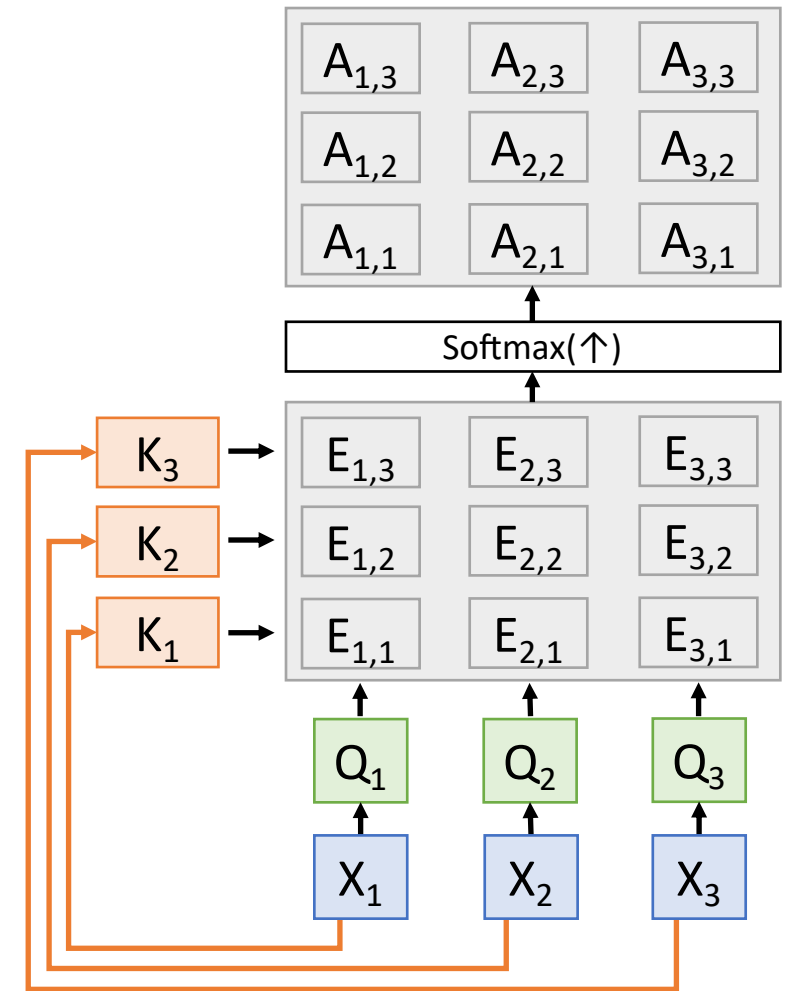 A1,3 A2,3 A3,3
A1,2 A2,2 A3,2
A1,1 A2,1 A3,1
Softmax(↑)
K3 E1,3 E2,3 E3,3
K2 E1,2 E2,2 E3,2
K1 E1,1 E2,1 E3,1
Q1 Q2 Q3
X1 X2 X3